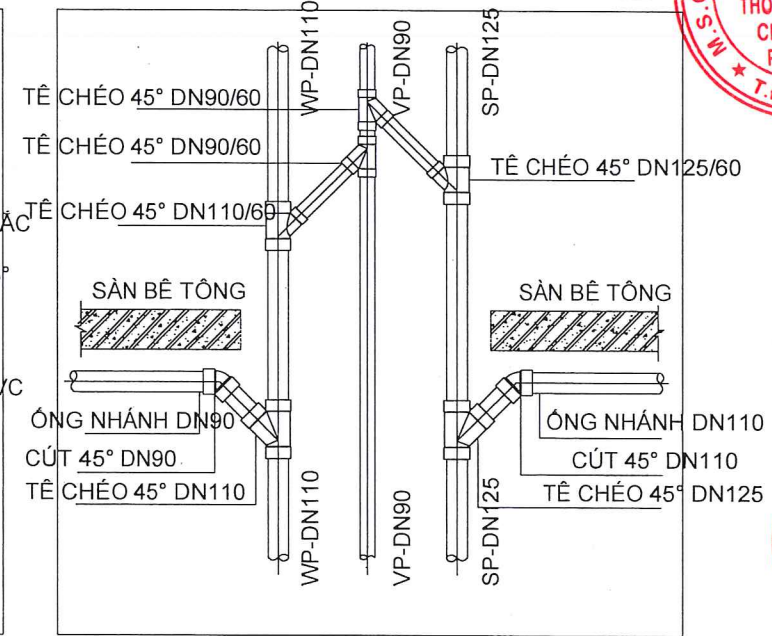 WP-DN110
VP-DN90
SP-DN125
TÊ CHÉO 45° DN90/60
TÊ CHÉO 45° DN90/60
TÊ CHÉO 45° DN125/60
TÊ CHÉO 45° DN110/60
ẮC
SÀN BÊ TÔNG
SÀN BÊ TÔNG
VC
ỐNG NHÁNH DN90
ỐNG NHÁNH DN110
CÚT 45° DN90
CÚT 45° DN110
TÊ CHÉO 45° DN110
TÊ CHÉO 45° DN125
WP-DN110
VP-DN90
SP-DN125
M.S.